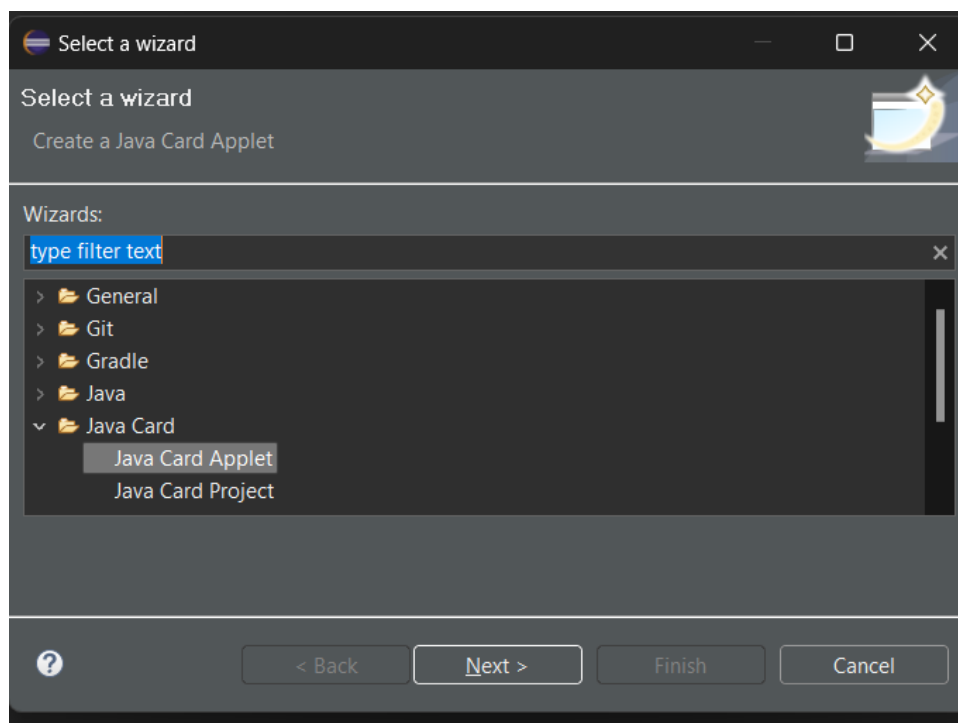 Select a wizard
Select a wizard
Create a Java Card Applet
Wizards:
type filter text
General
Git
Gradle
Java
Java Card
Java Card Applet
Java Card Project
< Back Next > Finish Cancel